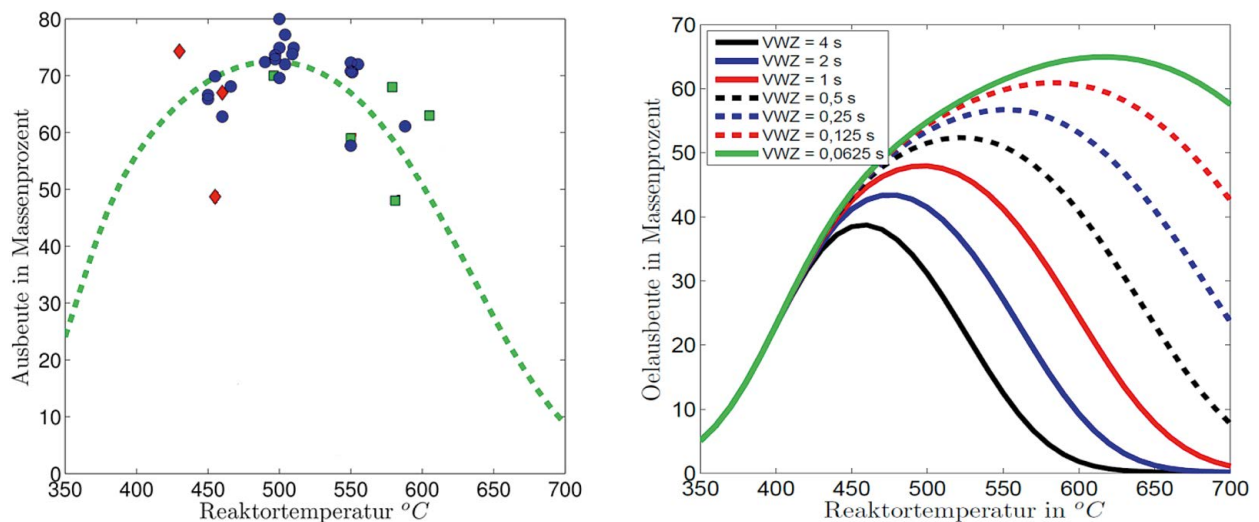 Ausbeute in Massenprozent
80
70
60
50
40
30
20
10
0
350 400 450 500 550 600 650 700
Reaktortemperatur °C
Oelausbeute in Massenprozent
70
60
50
40
30
20
10
0
VWZ = 4 s
VWZ = 2 s
VWZ = 1 s
VWZ = 0,5 s
VWZ = 0,25 s
VWZ = 0,125 s
VWZ = 0,0625 s
350 400 450 500 550 600 650 700
Reaktortemperatur in °C